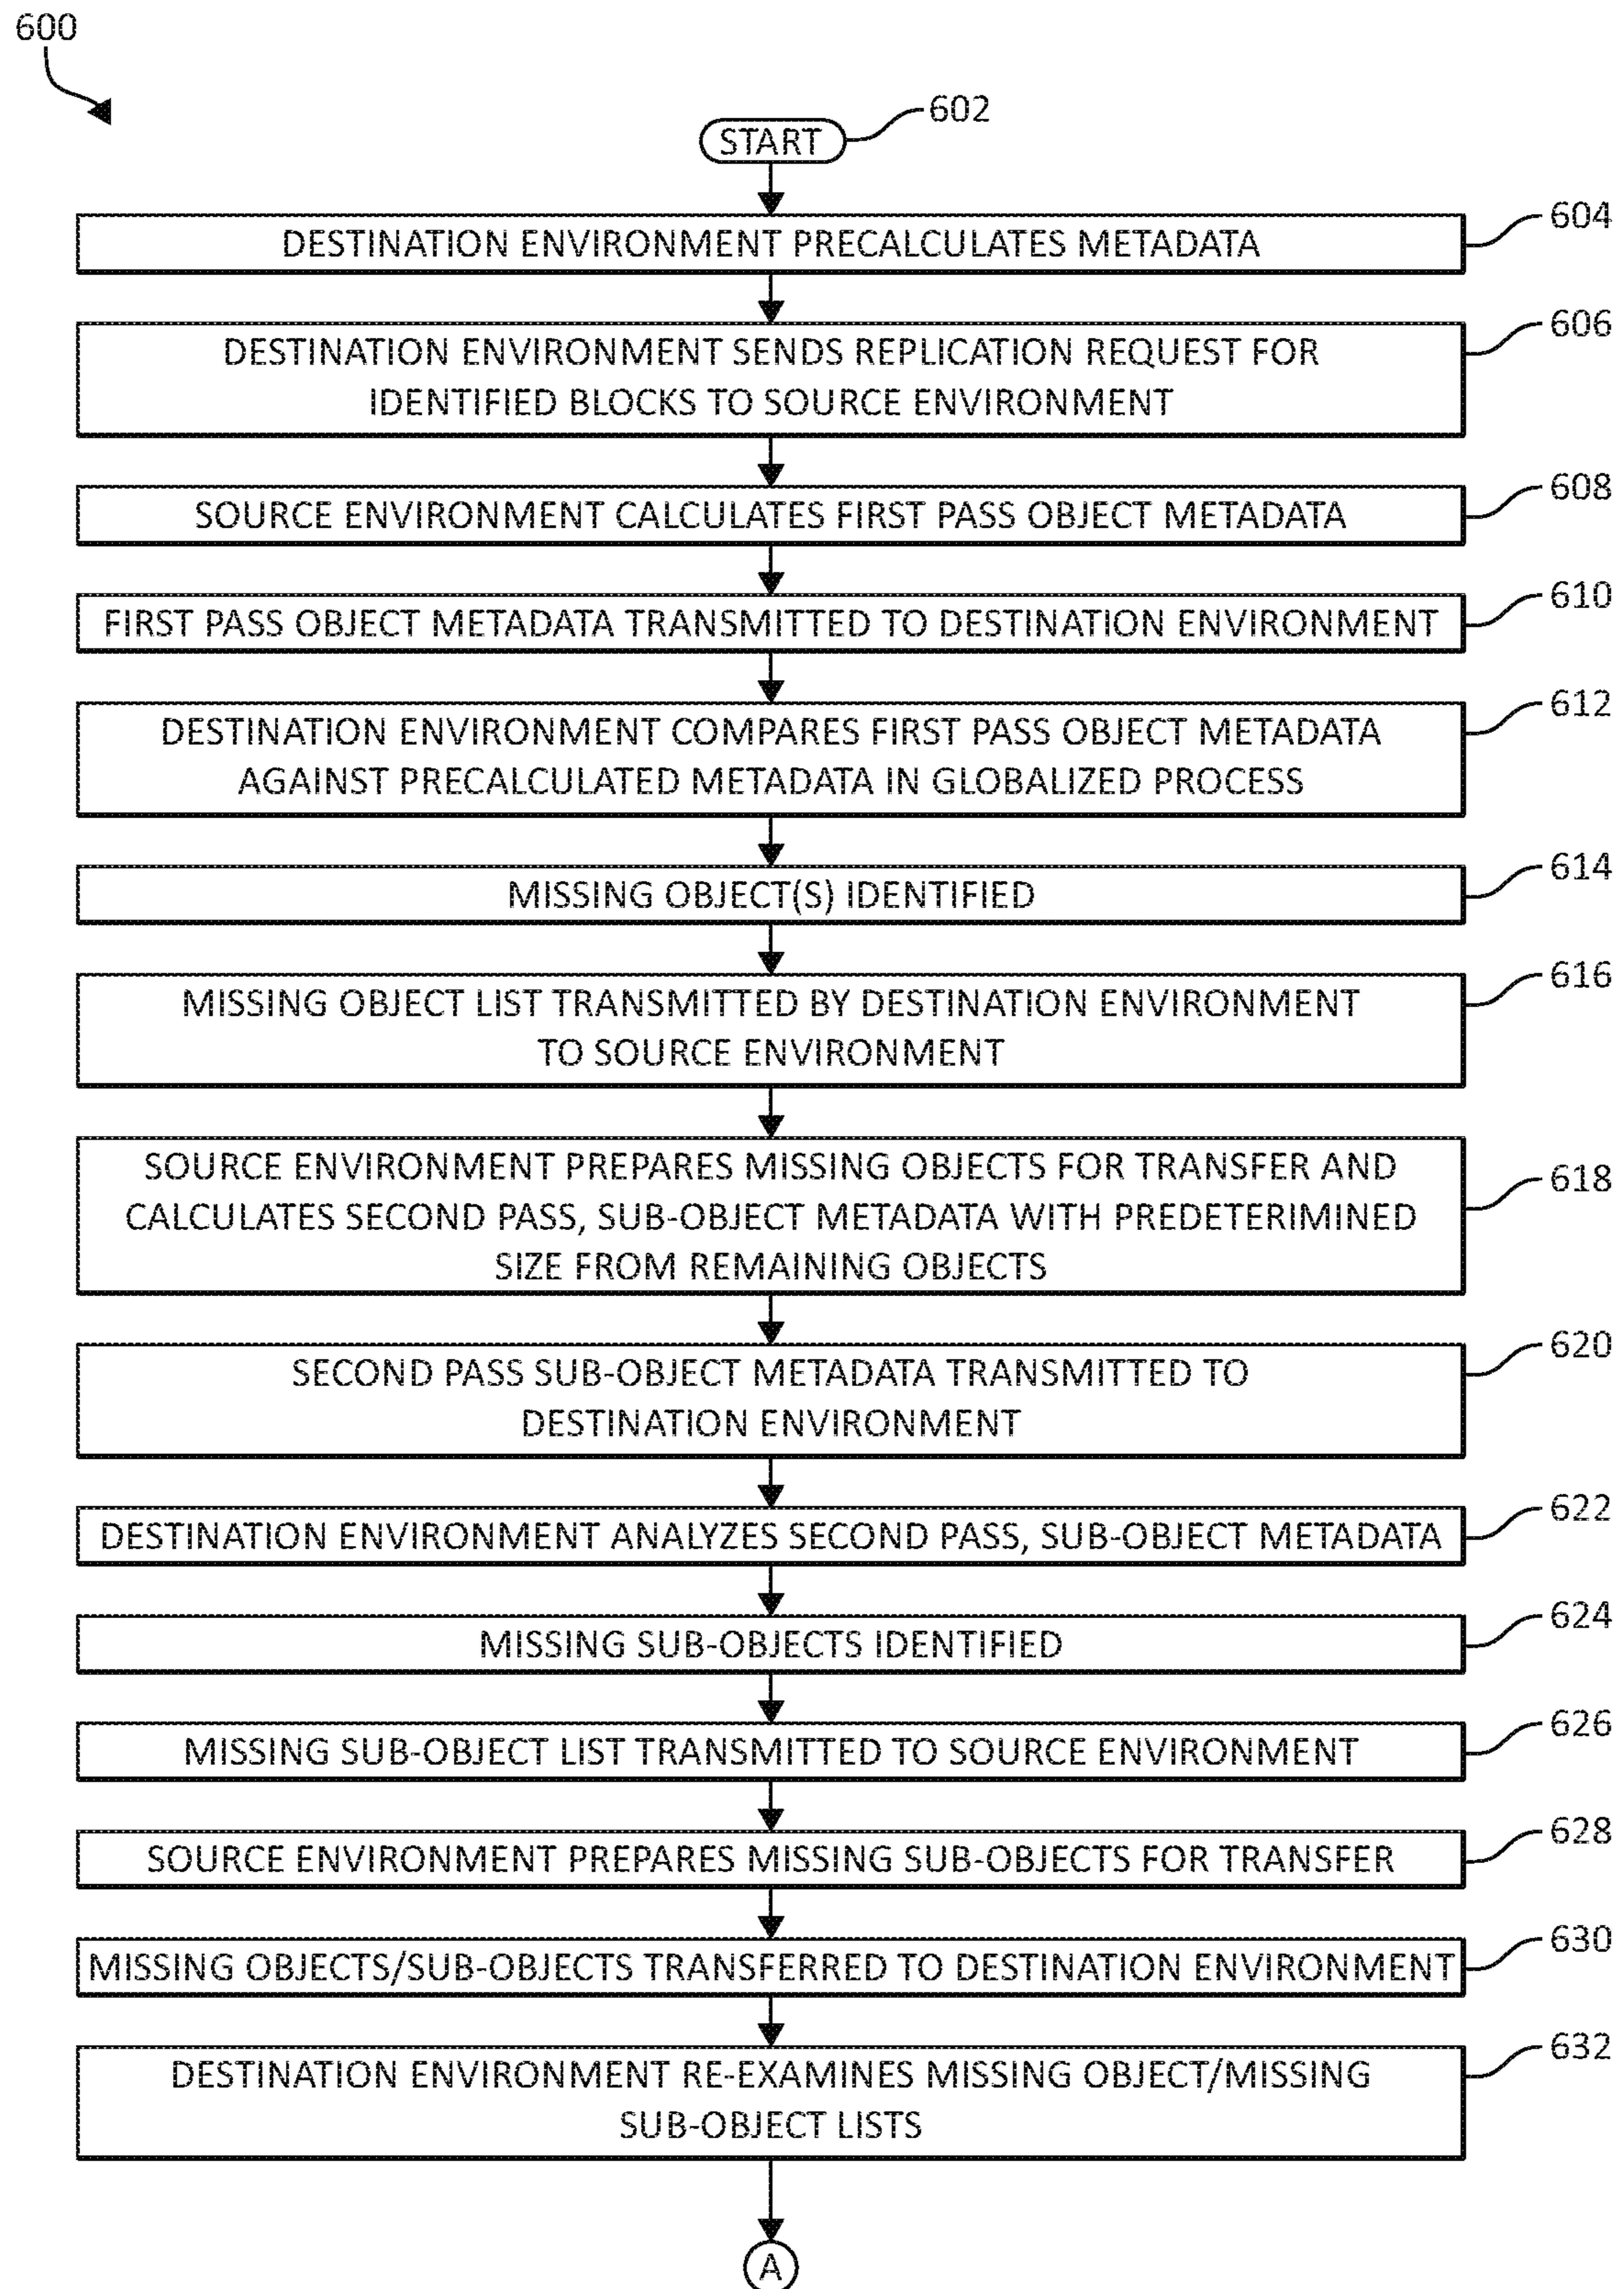 600
START
602
DESTINATION ENVIRONMENT PRECALCULATES METADATA
604
DESTINATION ENVIRONMENT SENDS REPLICATION REQUEST FOR
IDENTIFIED BLOCKS TO SOURCE ENVIRONMENT
606
SOURCE ENVIRONMENT CALCULATES FIRST PASS OBJECT METADATA
608
FIRST PASS OBJECT METADATA TRANSMITTED TO DESTINATION ENVIRONMENT
610
DESTINATION ENVIRONMENT COMPARES FIRST PASS OBJECT METADATA
AGAINST PRECALCULATED METADATA IN GLOBALIZED PROCESS
612
MISSING OBJECT(S) IDENTIFIED
614
MISSING OBJECT LIST TRANSMITTED BY DESTINATION ENVIRONMENT
TO SOURCE ENVIRONMENT
616
SOURCE ENVIRONMENT PREPARES MISSING OBJECTS FOR TRANSFER AND
CALCULATES SECOND PASS, SUB-OBJECT METADATA WITH PREDETERIMINED
SIZE FROM REMAINING OBJECTS
618
SECOND PASS SUB-OBJECT METADATA TRANSMITTED TO
DESTINATION ENVIRONMENT
620
DESTINATION ENVIRONMENT ANALYZES SECOND PASS, SUB-OBJECT METADATA
622
MISSING SUB-OBJECTS IDENTIFIED
624
MISSING SUB-OBJECT LIST TRANSMITTED TO SOURCE ENVIRONMENT
626
SOURCE ENVIRONMENT PREPARES MISSING SUB-OBJECTS FOR TRANSFER
628
MISSING OBJECTS/SUB-OBJECTS TRANSFERRED TO DESTINATION ENVIRONMENT
630
DESTINATION ENVIRONMENT RE-EXAMINES MISSING OBJECT/MISSING
SUB-OBJECT LISTS
632
A